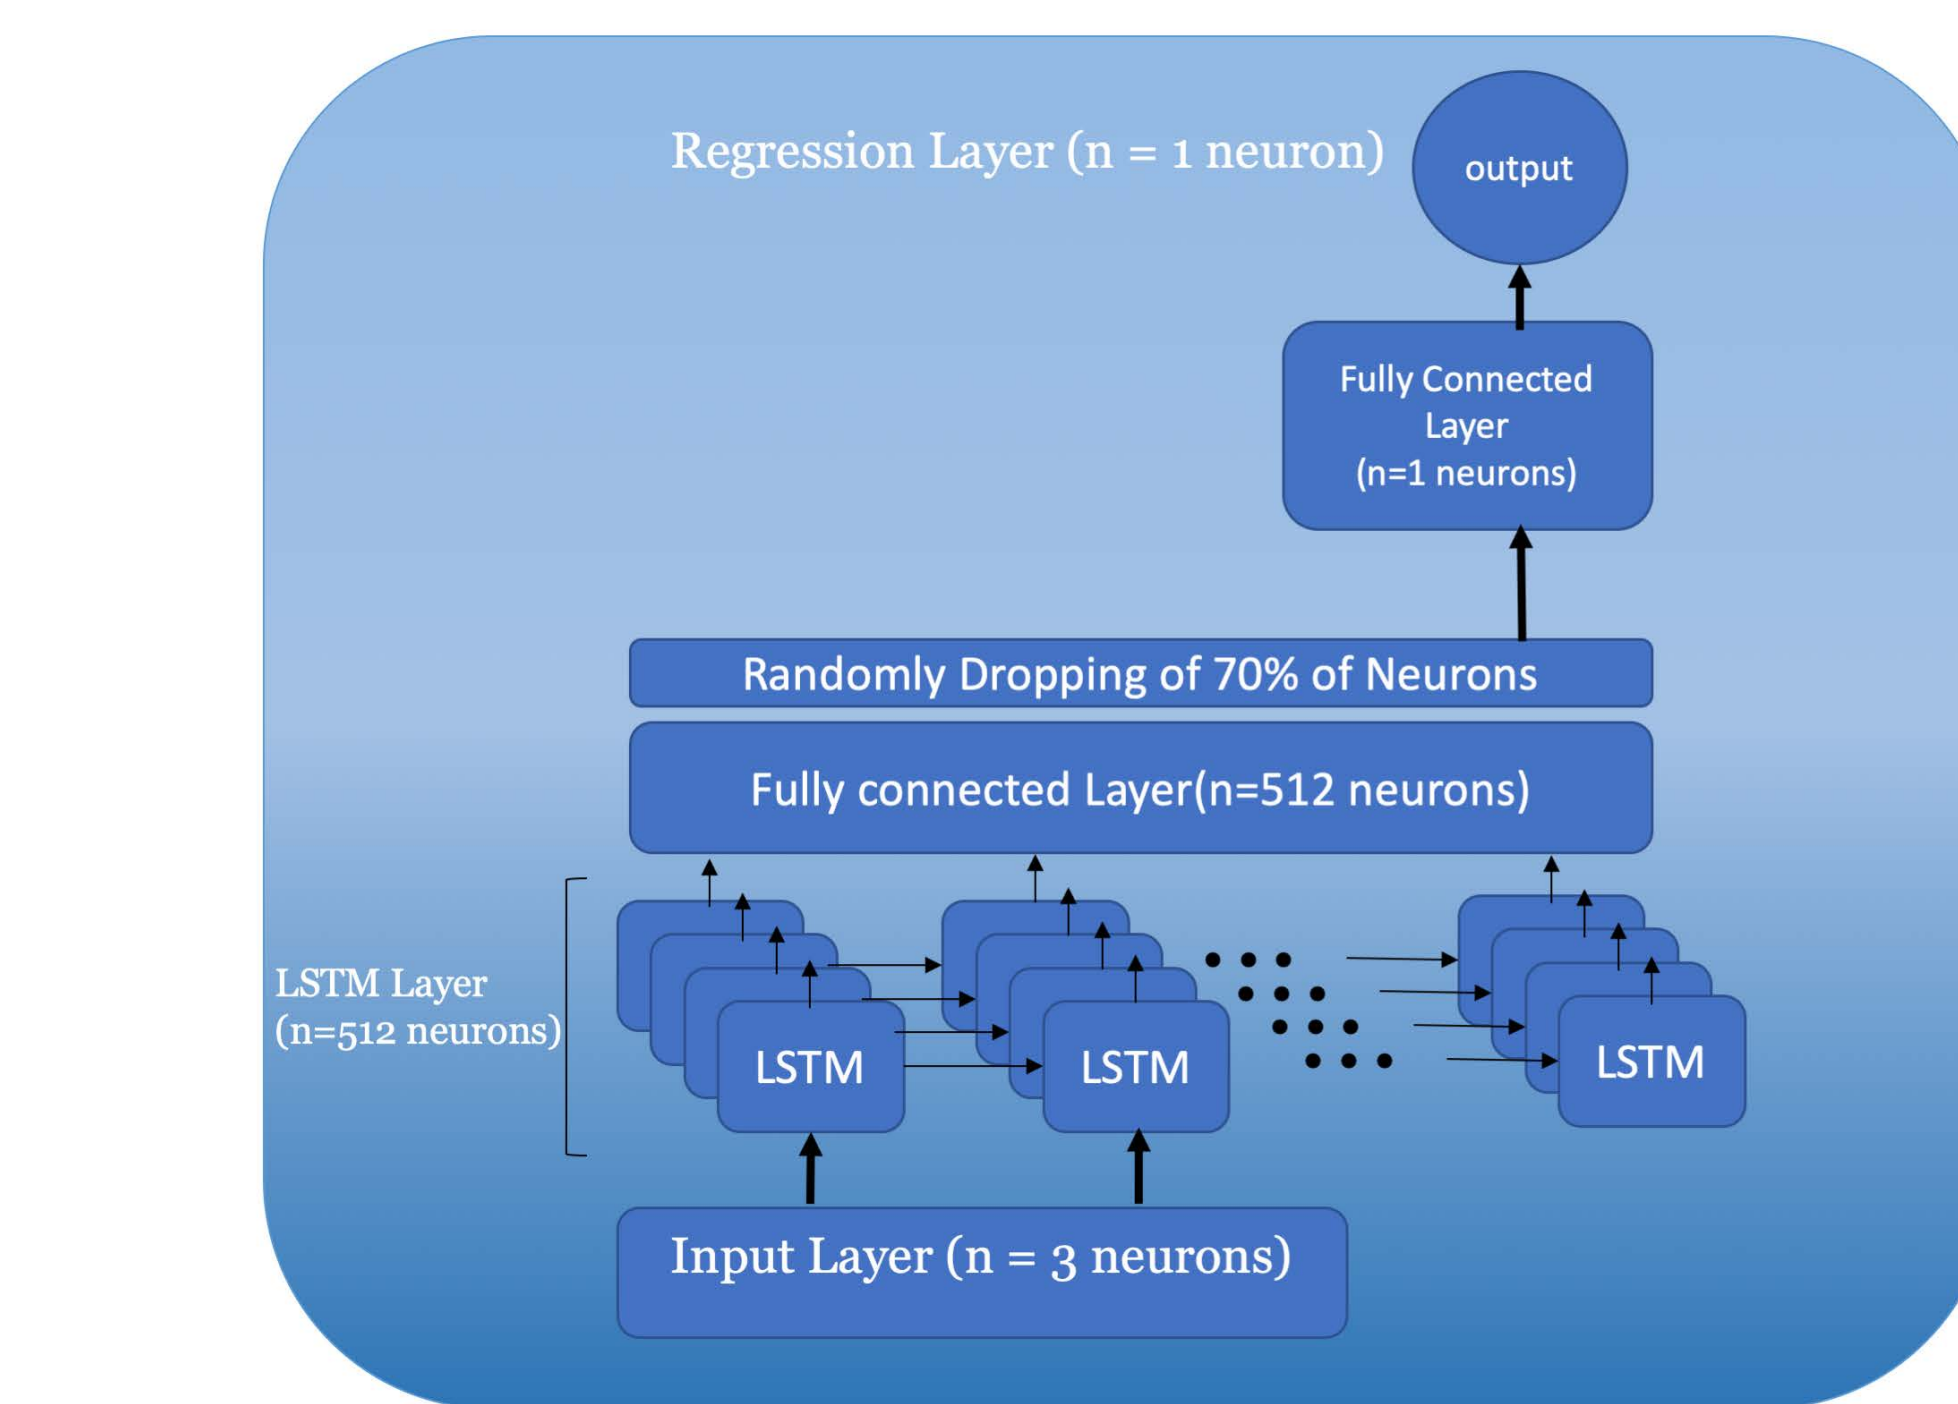 Regression Layer (n = 1 neuron)
output
Fully Connected
Layer
(n=1 neurons)
Randomly Dropping of 70% of Neurons
Fully connected Layer(n=512 neurons)
LSTM Layer
(n=512 neurons)
LSTM
LSTM
LSTM
Input Layer (n = 3 neurons)